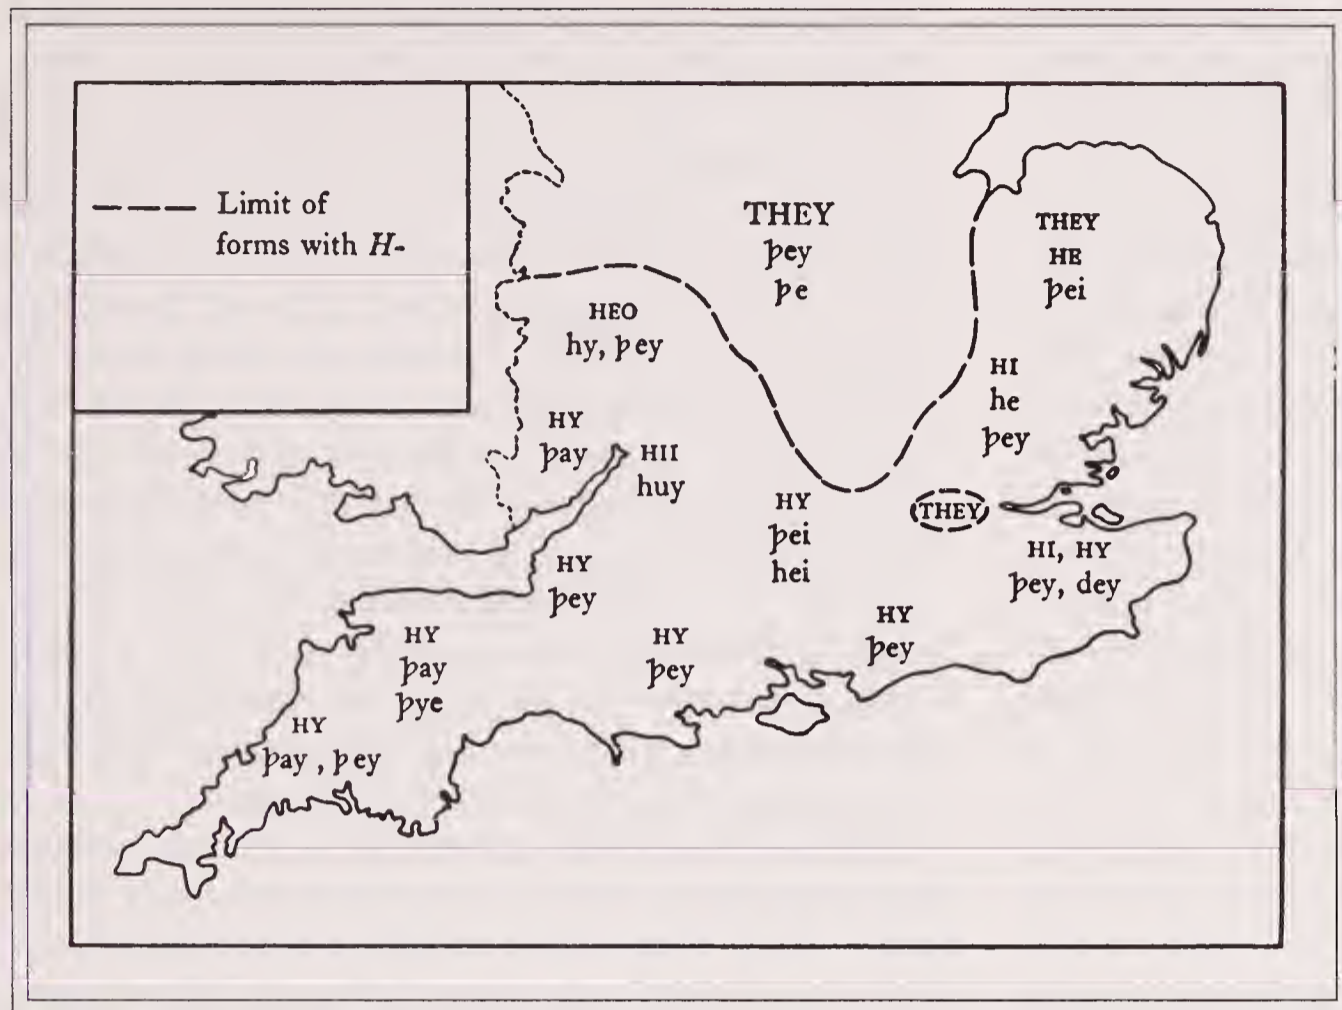 Limit of
forms with H-
THEY
þey
þe
THEY
HE
þei
HEO
hy, þey
HI
he
þey
HY
þay
HII
huy
HY
þei
hei
THEY
HI, HY
þey, dey
HY
þey
HY
þey
HY
þay
þye
HY
þey
HY
þay , þey